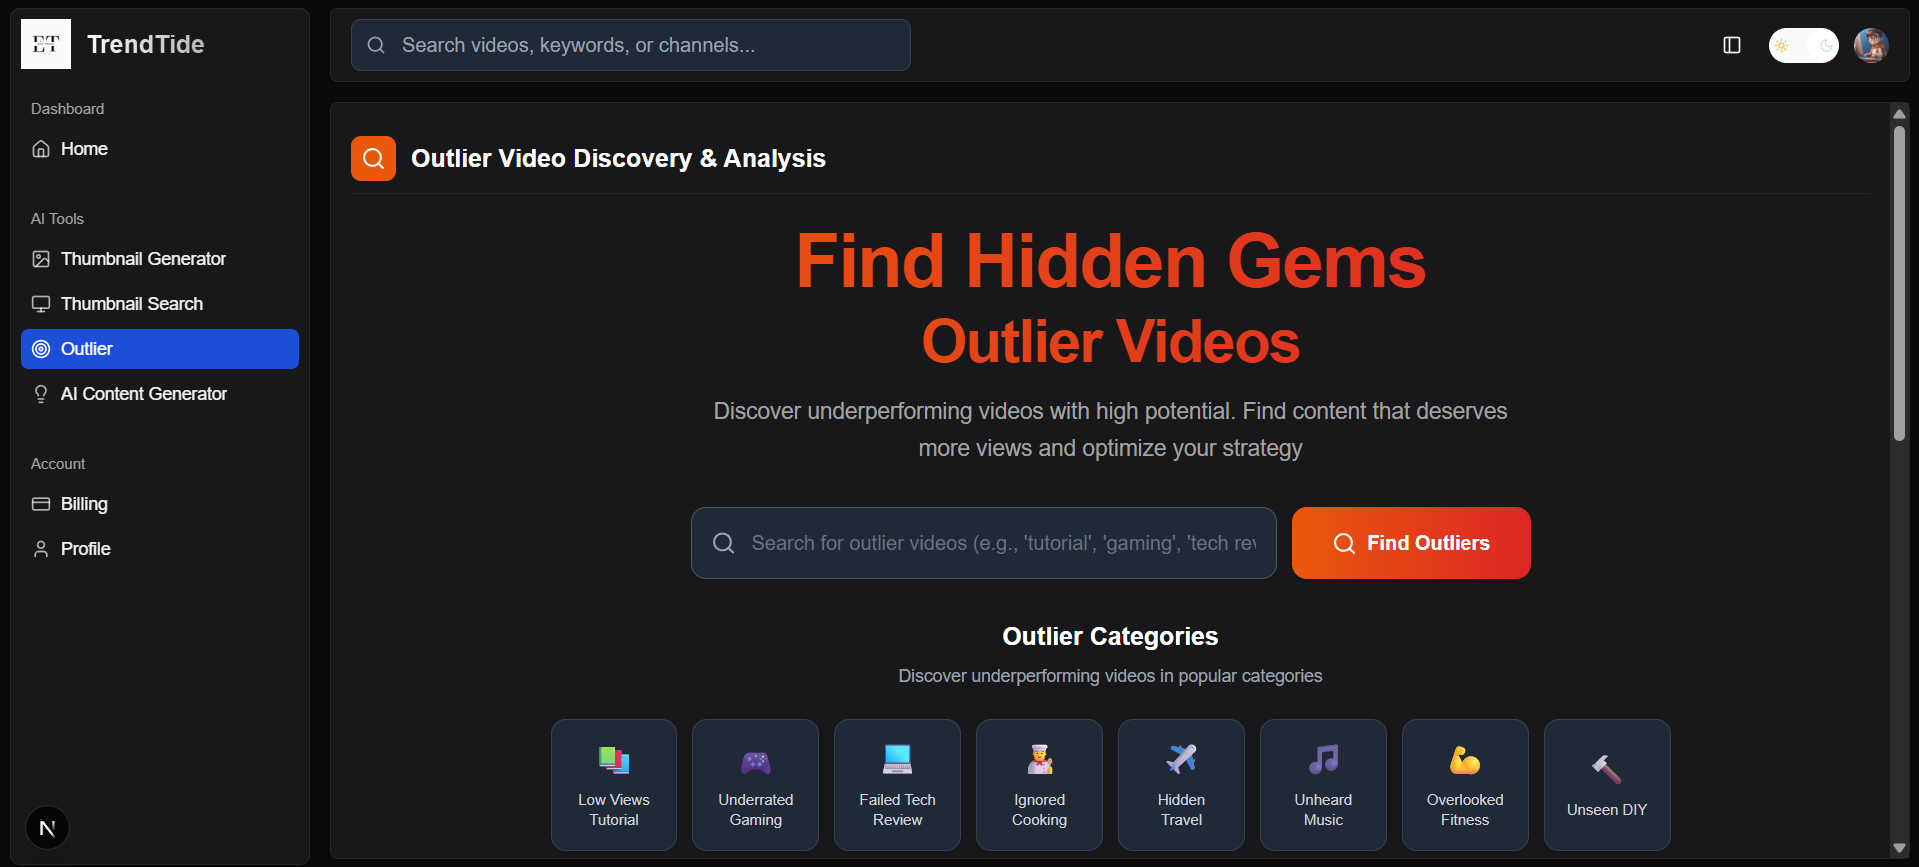 ET
TrendTide
Search videos, keywords, or channels...
Dashboard
Home
AI Tools
Thumbnail Generator
Thumbnail Search
Outlier
AI Content Generator
Account
Billing
Profile
N
Outlier Video Discovery & Analysis
Find Hidden Gems
Outlier Videos
Discover underperforming videos with high potential. Find content that deserves
more views and optimize your strategy
Search for outlier videos (e.g., 'tutorial', 'gaming', 'tech rev
Find Outliers
Outlier Categories
Discover underperforming videos in popular categories
Low Views
Tutorial
Underrated
Gaming
Failed Tech
Review
Ignored
Cooking
Hidden
Travel
Unheard
Music
Overlooked
Fitness
Unseen DIY